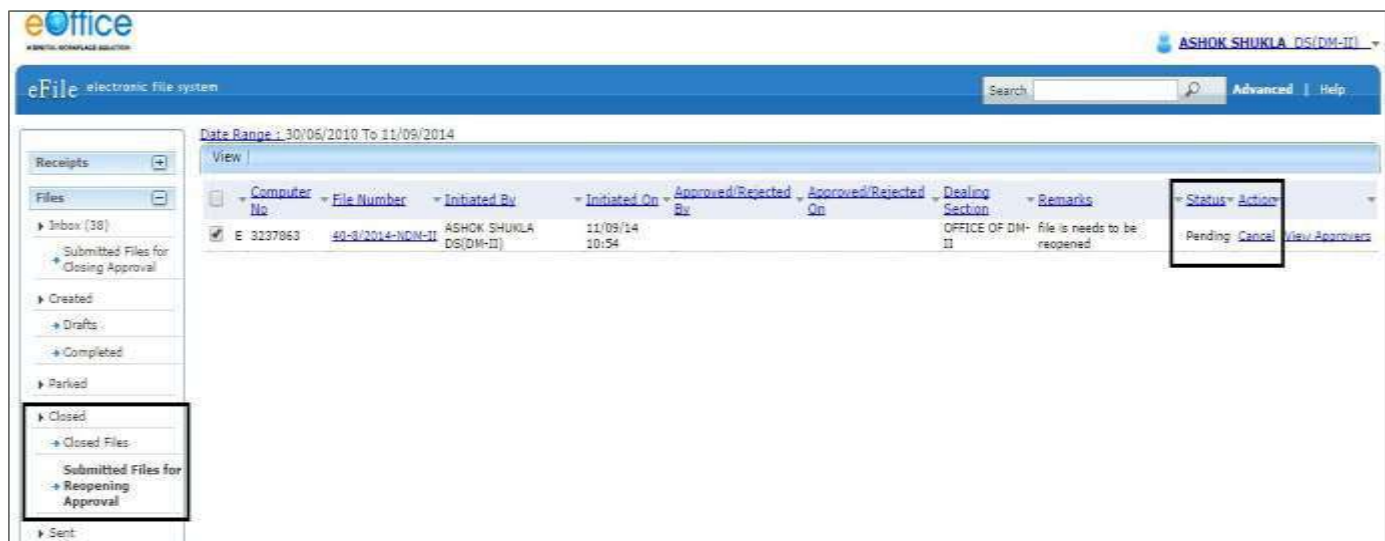 eOffice
A DIGITAL WORKPLACE SOLUTION
ASHOK SHUKLA DS(DM-II)
eFile electronic file system
Search
Advanced | Help
Date Range : 30/06/2010 To 11/09/2014
View |
Receipts
Files
Inbox (38)
Submitted Files for
Closing Approval
Created
Drafts
Completed
Parked
Closed
Closed Files
Submitted Files for
Reopening
Approval
Sent
Computer No File Number Initiated By Initiated On Approved/Rejected By Approved/Rejected On Dealing Section Remarks Status Action
E 3237863 40-8/2014-NDM-II ASHOK SHUKLA DS(DM-II) 11/09/14 10:54 OFFICE OF DM-II file is needs to be reopened Pending Cancel View Approvers